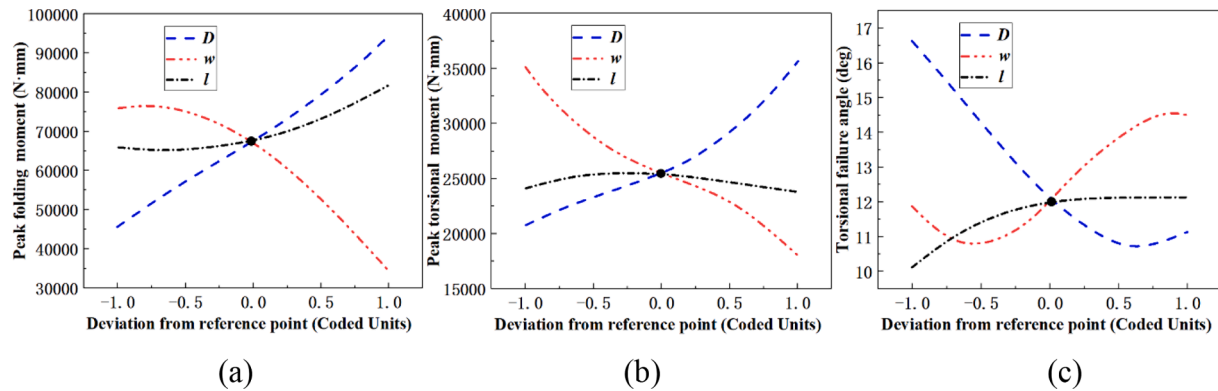 100000
90000
80000
70000
60000
50000
40000
30000
Peak folding moment (N·mm)
D
w
l
-1.0 -0.5 0.0 0.5 1.0
Deviation from reference point (Coded Units)
(a)
40000
35000
30000
25000
20000
15000
Peak torsional moment (N·mm)
D
w
l
-1.0 -0.5 0.0 0.5 1.0
Deviation from reference point (Coded Units)
(b)
17
16
15
14
13
12
11
10
Torsional failure angle (deg)
D
w
l
-1.0 -0.5 0.0 0.5 1.0
Deviation from reference point (Coded Units)
(c)